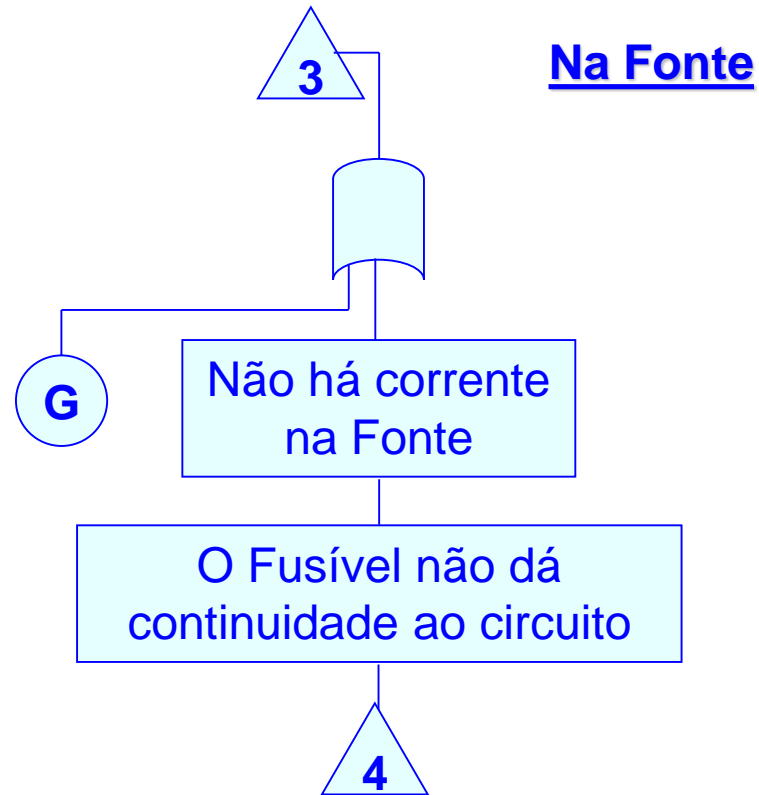 Na Fonte
3
G
Não há corrente
na Fonte
O Fusível não dá
continuidade ao circuito
4